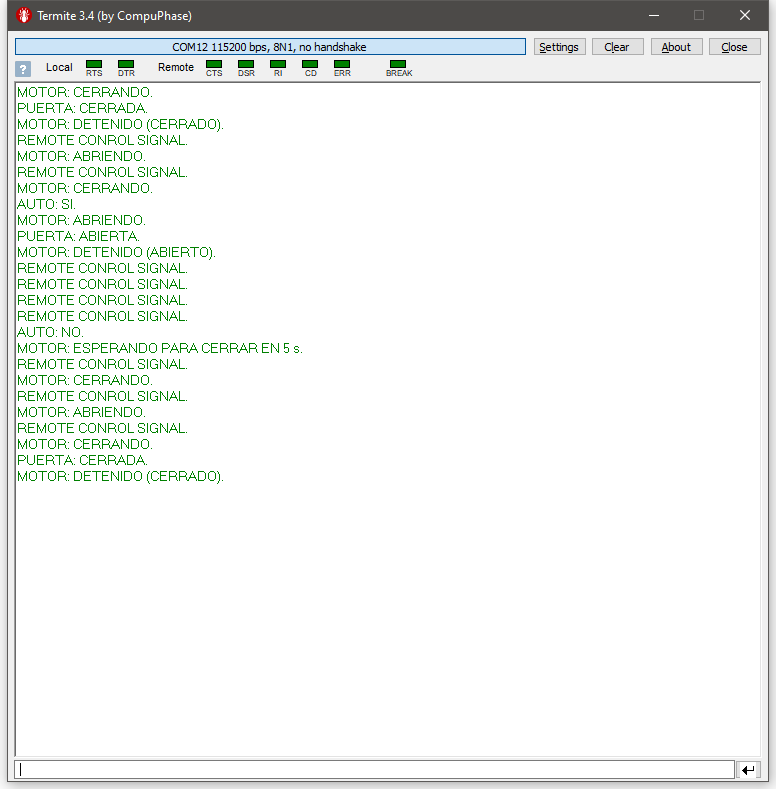 Termite 3.4 (by CompuPhase)
COM12 115200 bps, 8N1, no handshake
Settings
Clear
About
Close
?
Local
RTS
DTR
Remote
CTS
DSR
RI
CD
ERR
BREAK
MOTOR: CERRANDO.
PUERTA: CERRADA.
MOTOR: DETENIDO (CERRADO).
REMOTE CONROL SIGNAL.
MOTOR: ABRIENDO.
REMOTE CONROL SIGNAL.
MOTOR: CERRANDO.
AUTO: SI.
MOTOR: ABRIENDO.
PUERTA: ABIERTA.
MOTOR: DETENIDO (ABIERTO).
REMOTE CONROL SIGNAL.
REMOTE CONROL SIGNAL.
REMOTE CONROL SIGNAL.
REMOTE CONROL SIGNAL.
AUTO: NO.
MOTOR: ESPERANDO PARA CERRAR EN 5 s.
REMOTE CONROL SIGNAL.
MOTOR: CERRANDO.
REMOTE CONROL SIGNAL.
MOTOR: ABRIENDO.
REMOTE CONROL SIGNAL.
MOTOR: CERRANDO.
PUERTA: CERRADA.
MOTOR: DETENIDO (CERRADO).